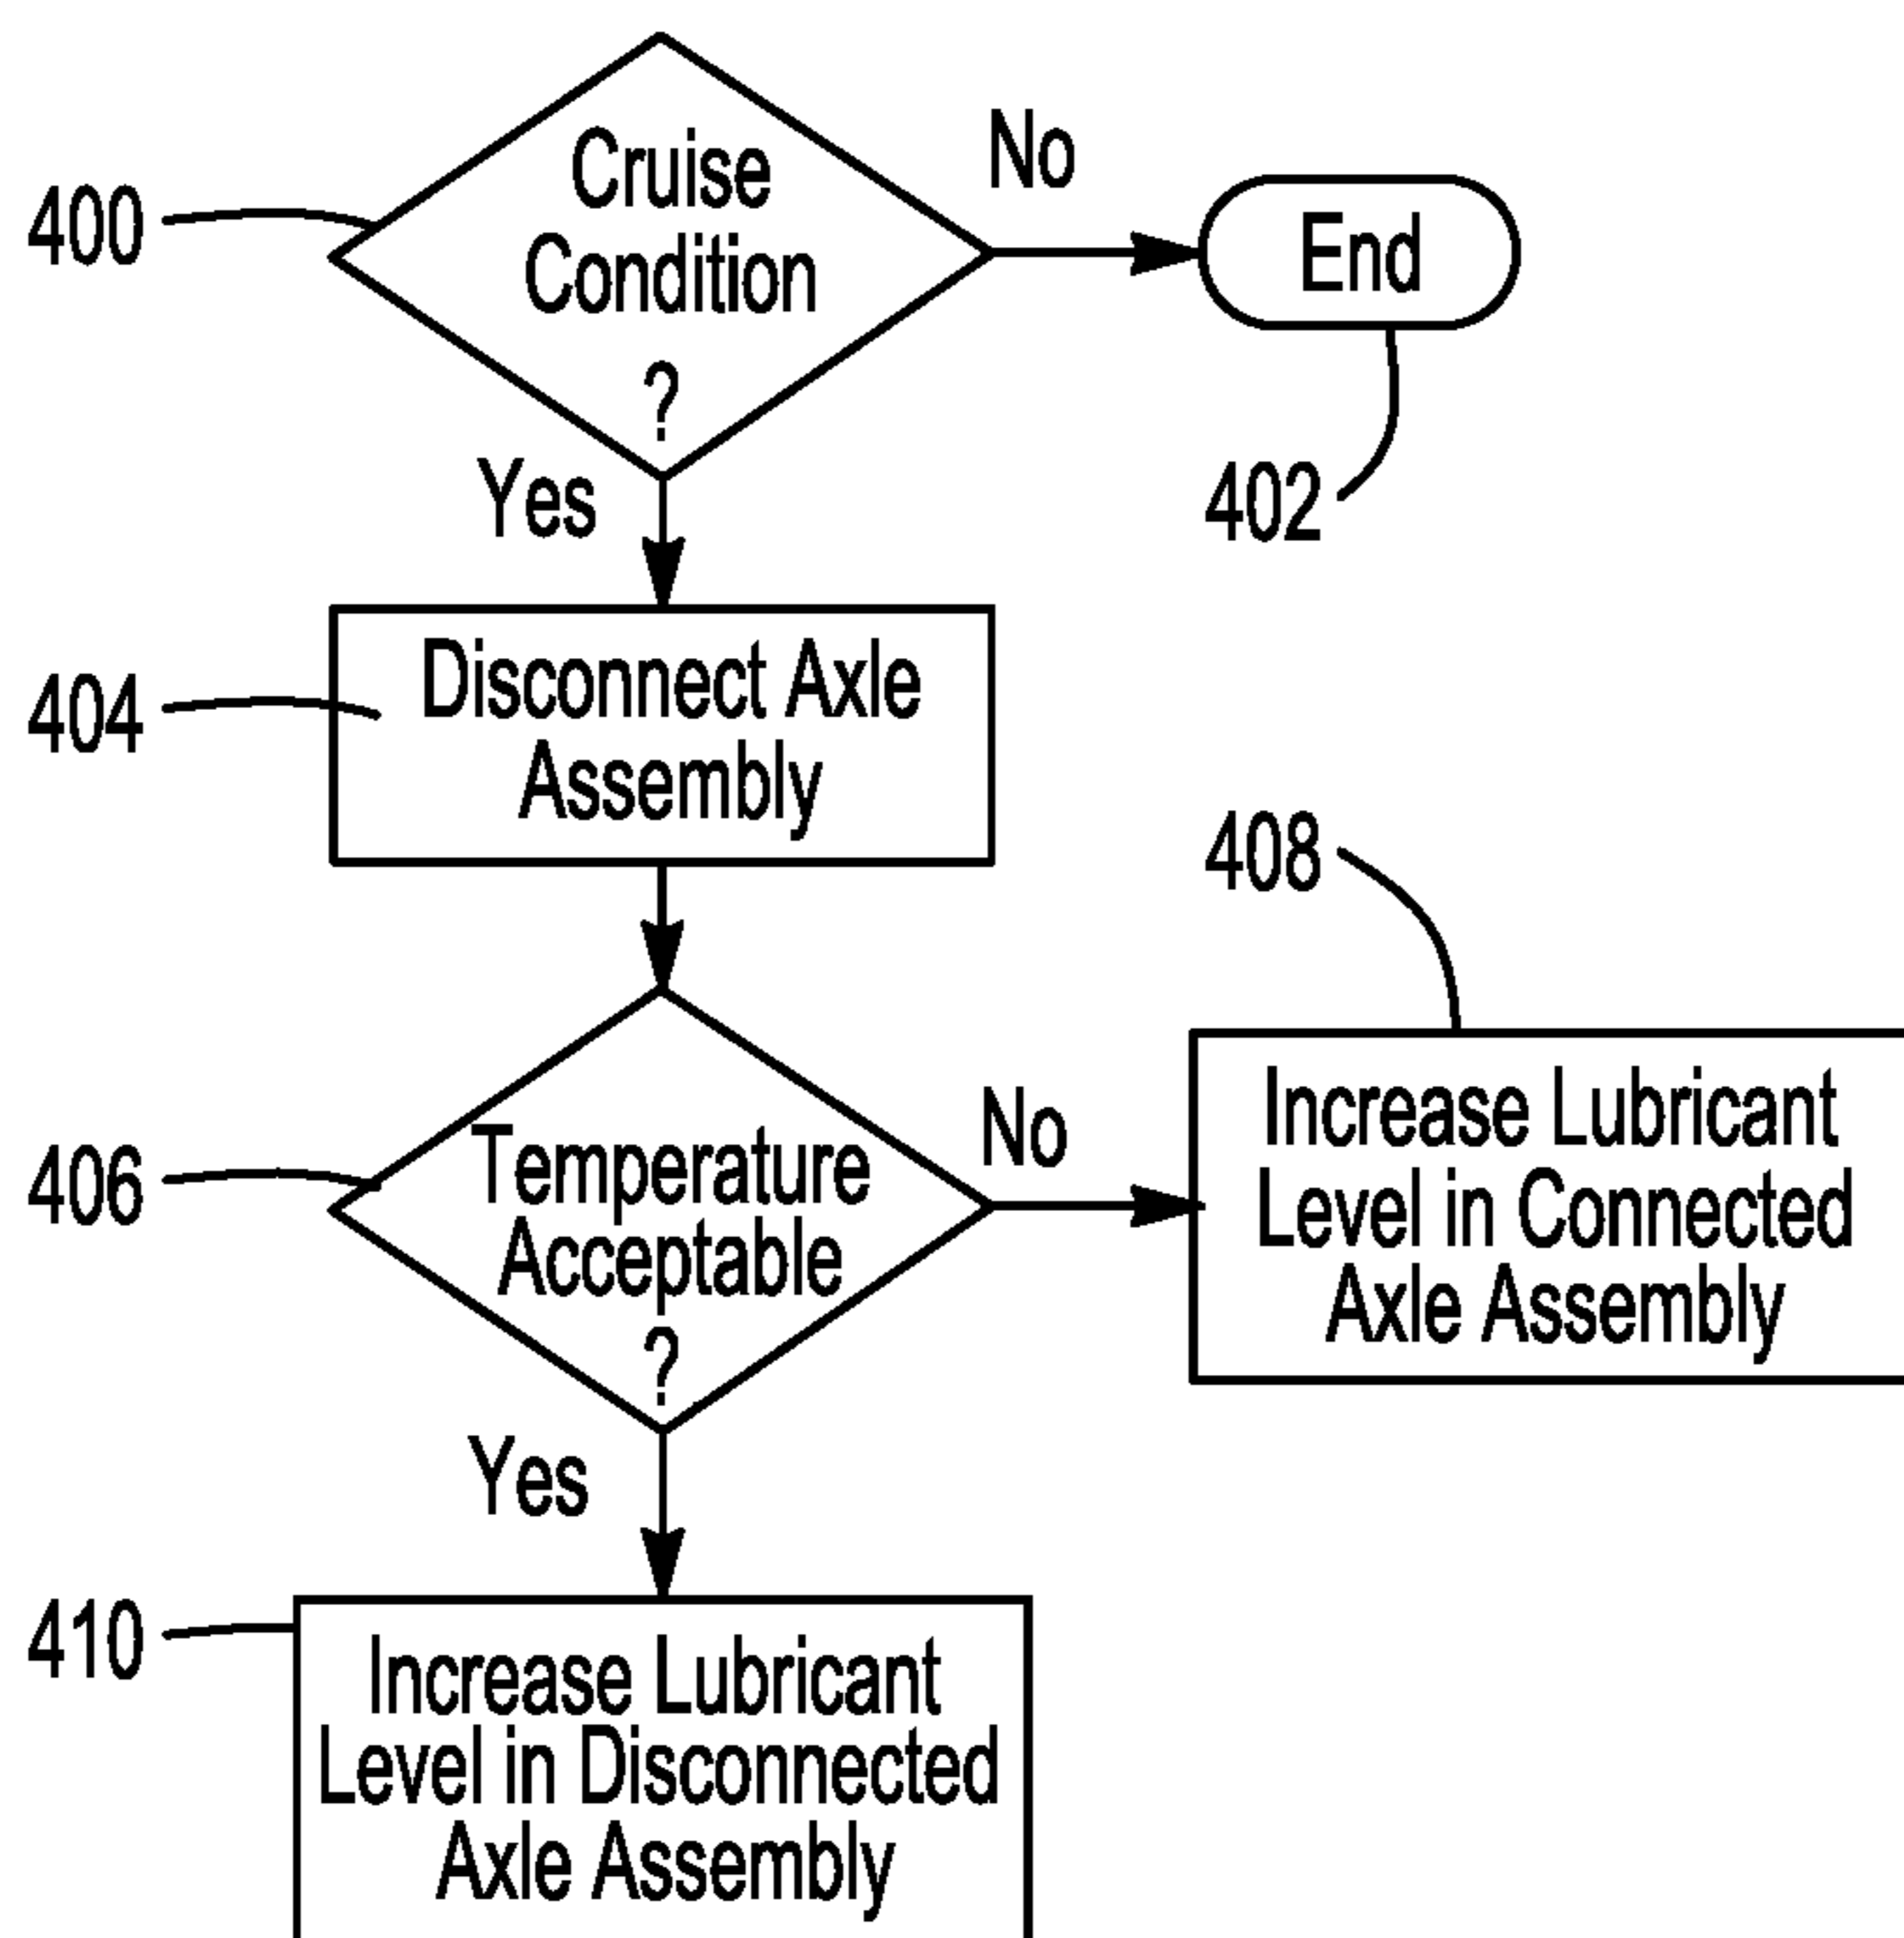 400
Cruise
Condition
?
No
End
402
Yes
404
Disconnect Axle
Assembly
408
406
Temperature
Acceptable
?
No
Increase Lubricant
Level in Connected
Axle Assembly
Yes
410
Increase Lubricant
Level in Disconnected
Axle Assembly